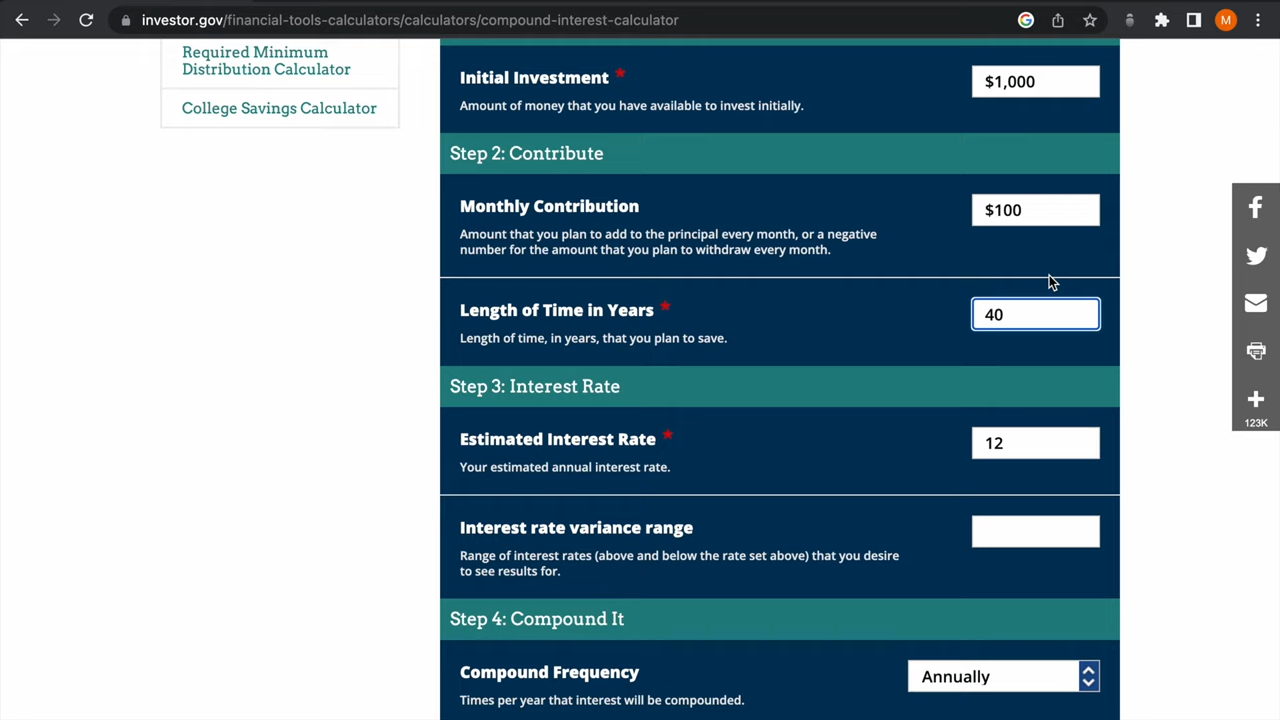 investor.gov/financial-tools-calculators/calculators/compound-interest-calculator
M
Required Minimum
Distribution Calculator
College Savings Calculator
Initial Investment *
$1,000
Amount of money that you have available to invest initially.
Step 2: Contribute
Monthly Contribution
$100
Amount that you plan to add to the principal every month, or a negative
number for the amount that you plan to withdraw every month.
Length of Time in Years *
40
Length of time, in years, that you plan to save.
Step 3: Interest Rate
Estimated Interest Rate *
12
Your estimated annual interest rate.
Interest rate variance range
Range of interest rates (above and below the rate set above) that you desire
to see results for.
Step 4: Compound It
Compound Frequency
Annually
Times per year that interest will be compounded.
123K